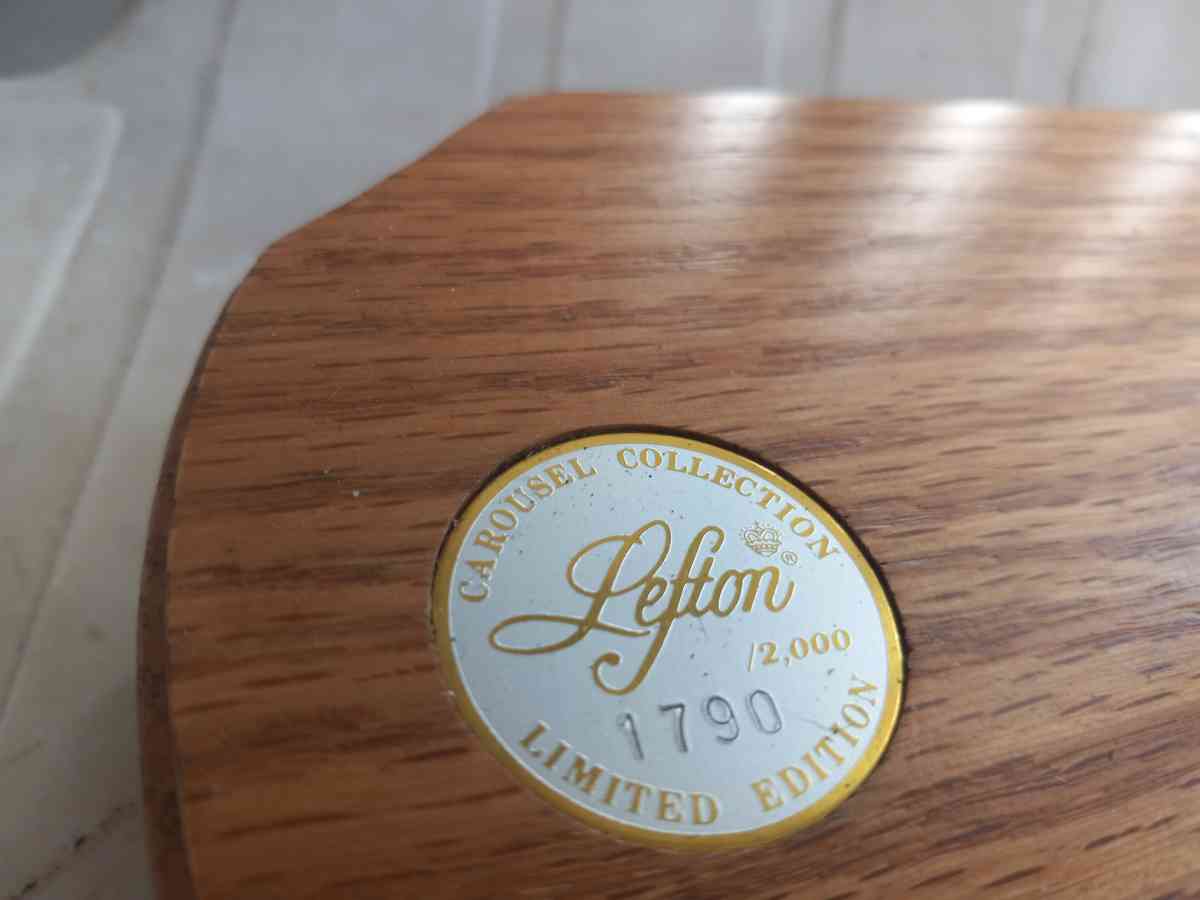 CAROUSEL COLLECTION
Lefton®
/2,000
1790
LIMITED EDITION